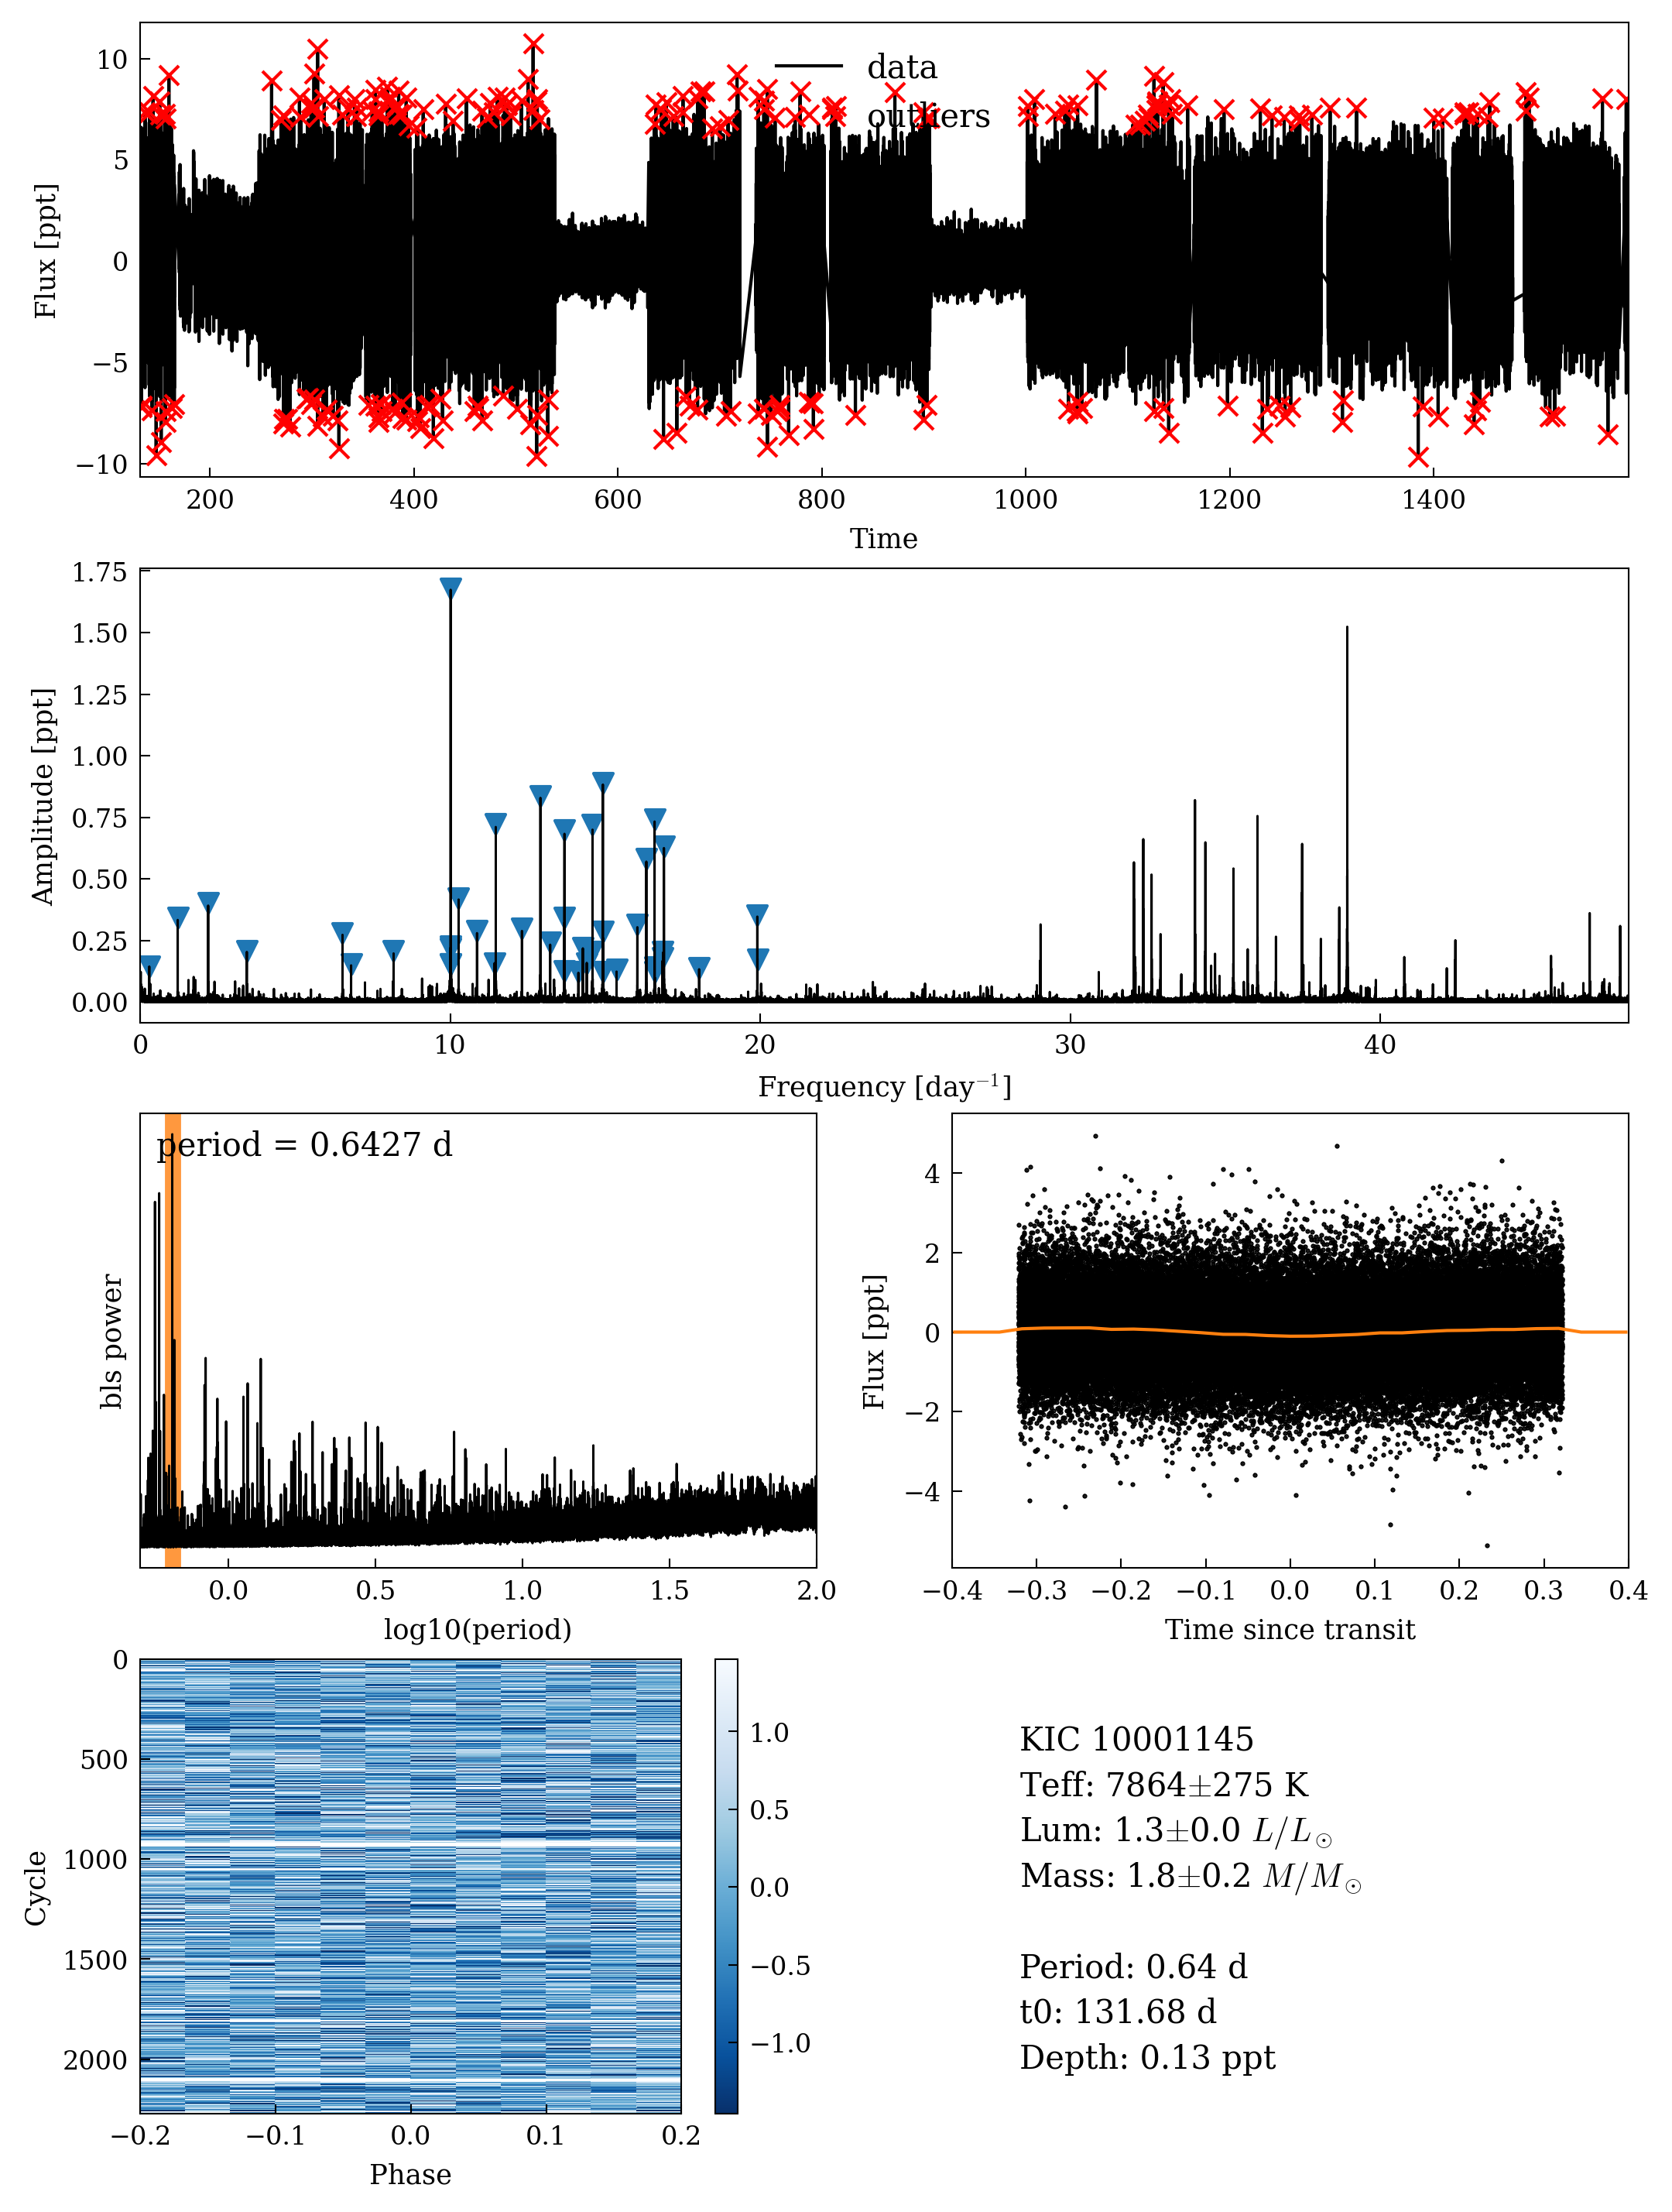 10
5
0
−5
−10
Flux [ppt]
data
outliers
200
400
600
800
1000
1200
1400
Time
1.75
1.50
1.25
1.00
0.75
0.50
0.25
0.00
Amplitude [ppt]
0
10
20
30
40
Frequency [day⁻¹]
period = 0.6427 d
bls power
0.0
0.5
1.0
1.5
2.0
log10(period)
4
2
0
−2
−4
Flux [ppt]
−0.4
−0.3
−0.2
−0.1
0.0
0.1
0.2
0.3
0.4
Time since transit
0
500
1000
1500
2000
Cycle
−0.2
−0.1
0.0
0.1
0.2
Phase
1.0
0.5
0.0
−0.5
−1.0
KIC 10001145
Teff: 7864±275 K
Lum: 1.3±0.0 L/L⊙
Mass: 1.8±0.2 M/M⊙
Period: 0.64 d
t0: 131.68 d
Depth: 0.13 ppt